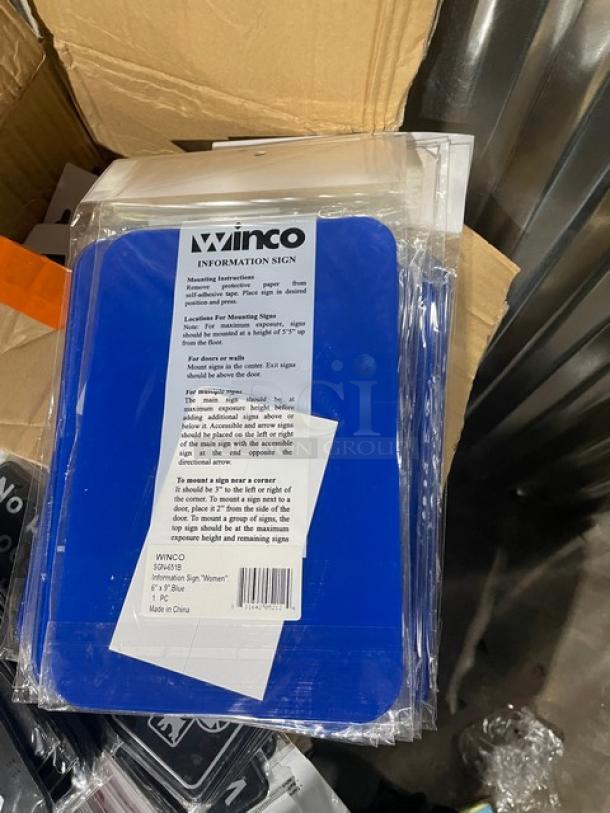 Winco
INFORMATION SIGN
Mounting Instructions
Remove protective paper from
self-adhesive tape. Place sign in desired
position and press.
Locations For Mounting Signs
Note: For maximum exposure, signs
should be mounted at a height of 5'5" up
from the floor.
For doors or walls
Mount signs in the center. Exit signs
should be above the door.
For Multiple Signs
The main sign should be at
maximum exposure height before
adding additional signs above or
below it. Accessible and arrow signs
should be placed on the left or right
of the main sign with the accessible
sign at the end opposite the
directional arrow.
To mount a sign near a corner
It should be 3" to the left or right of
the corner. To mount a sign next to a
door, place it 2" from the side of the
door. To mount a group of signs, the
top sign should be at the maximum
exposure height and remaining signs
WINCO
SGN-651B
Information Sign,"Women".
6" x 9",Blue
1 PC
Made in China
No
GROUP